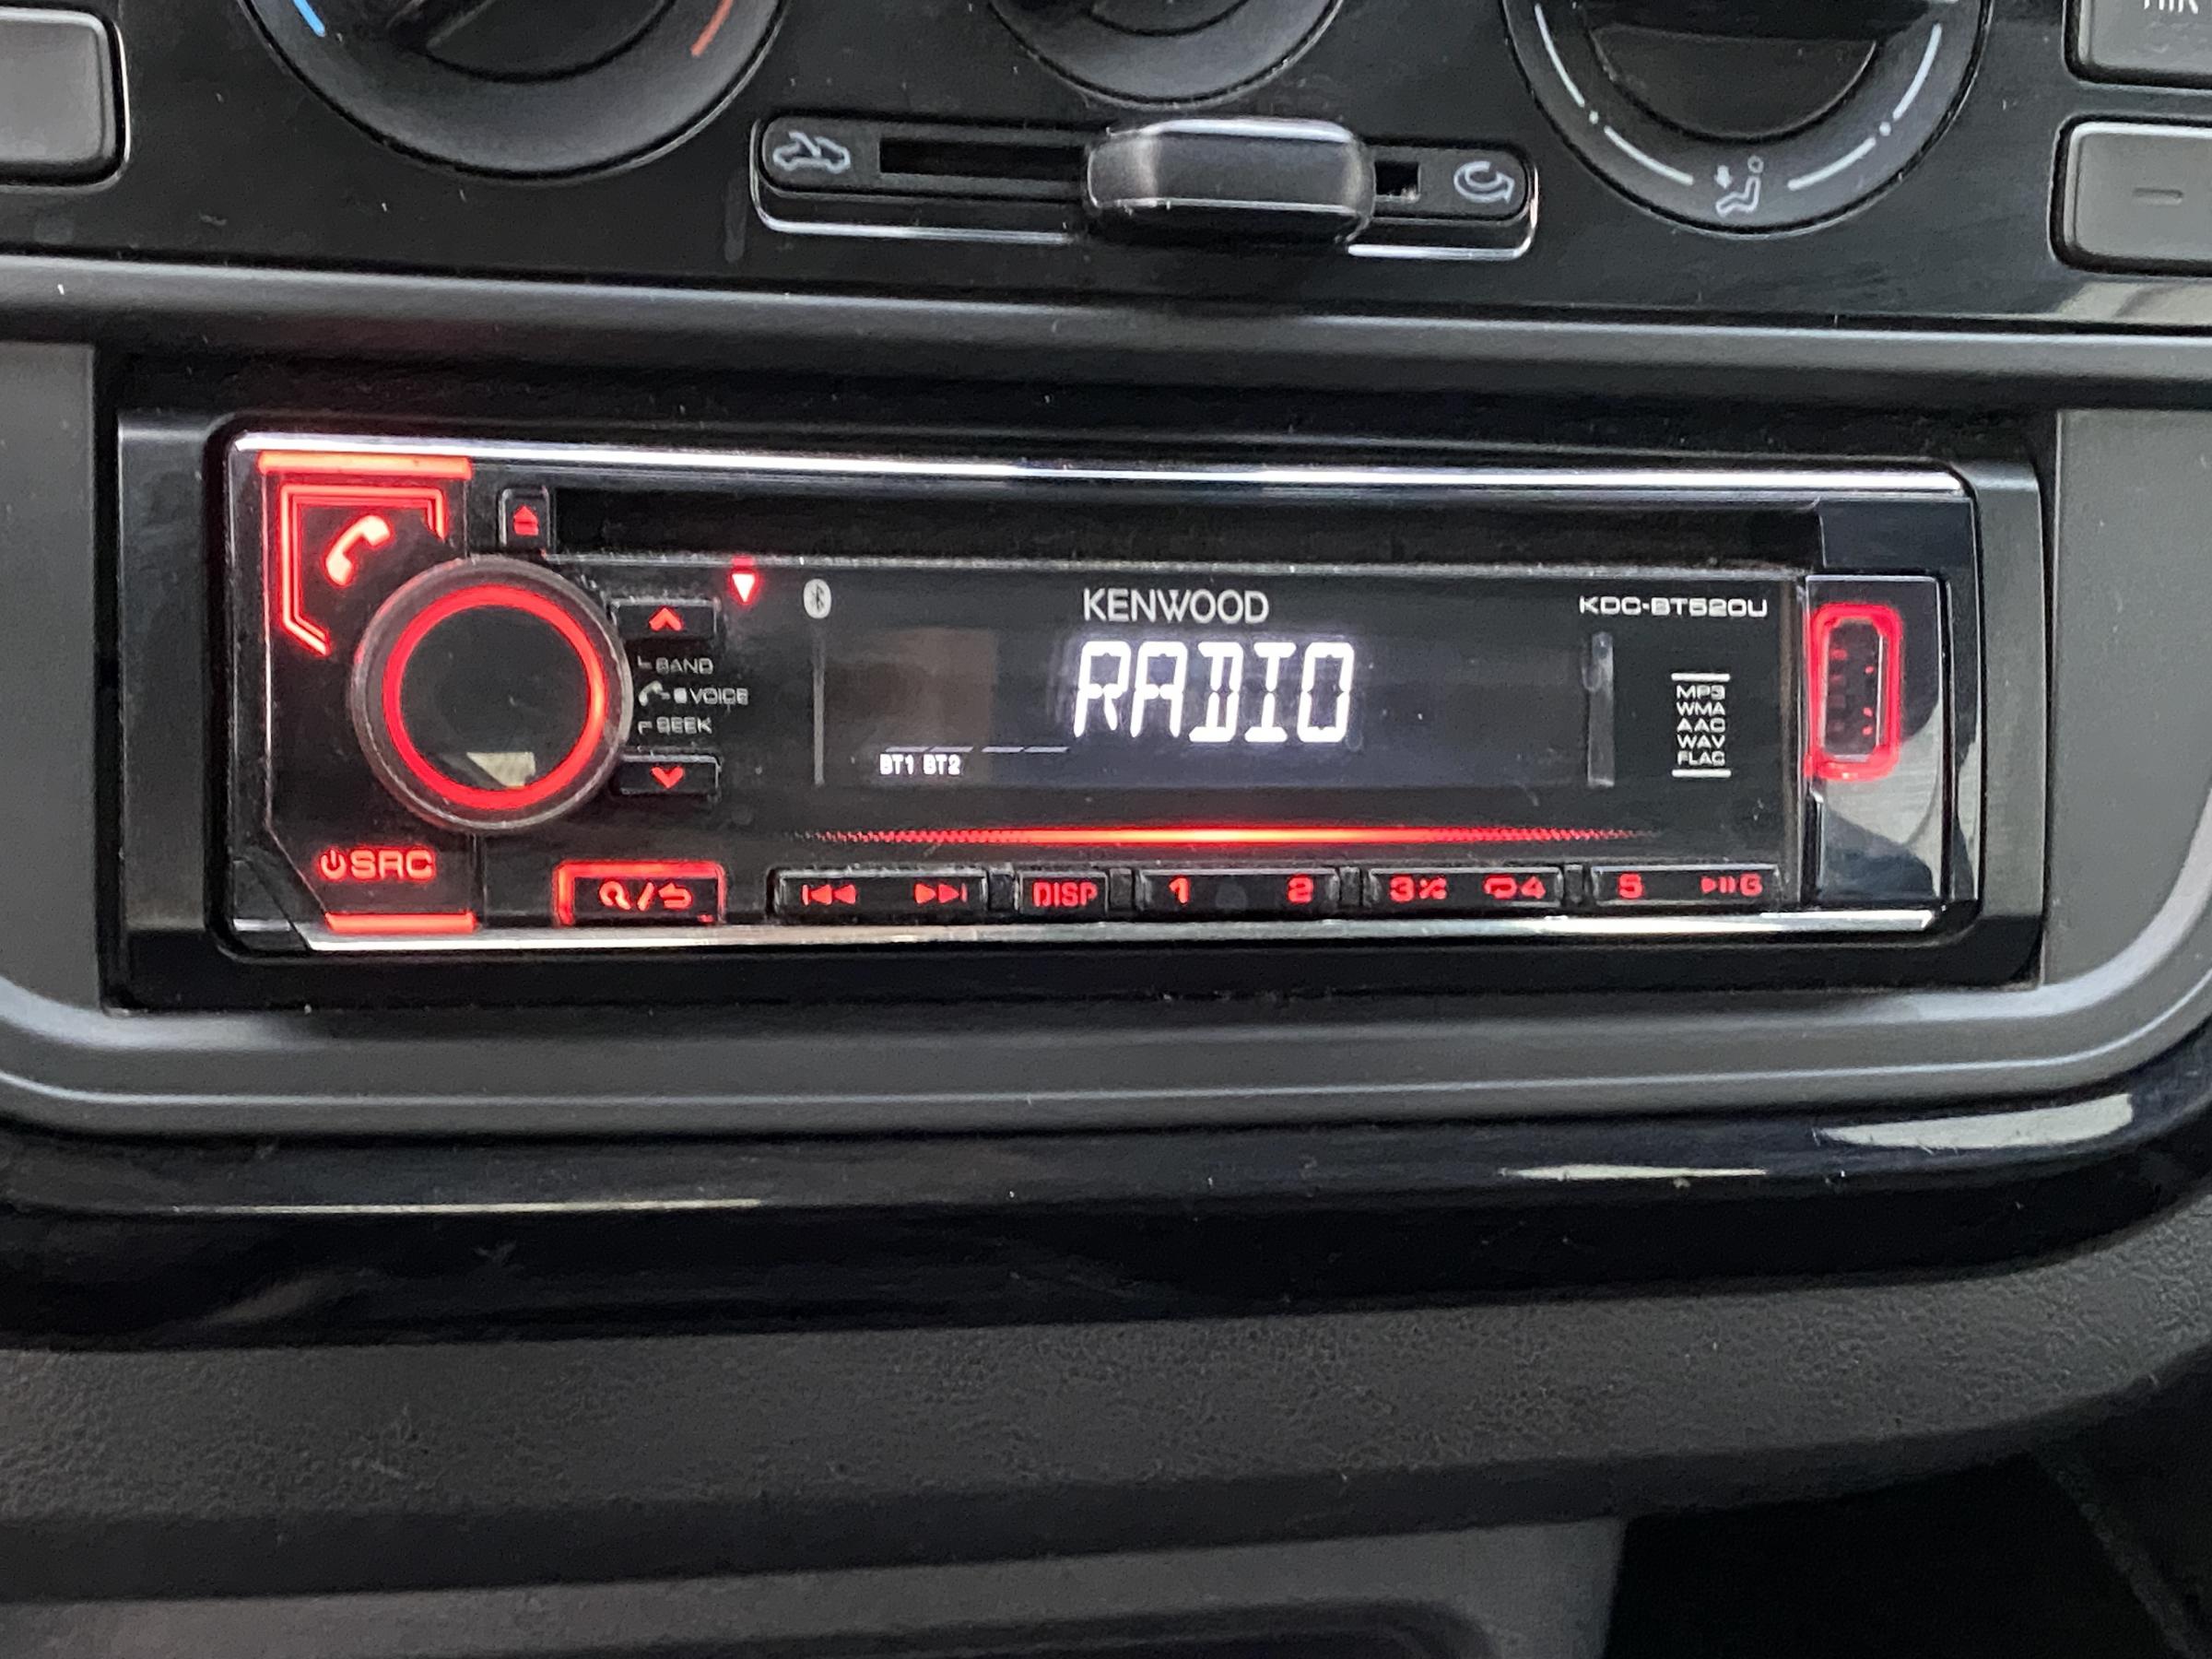 KENWOOD
KDC-BT520U
RADIO
BAND
VOICE
SEEK
BT1 BT2
MP3
WMA
AAC
WAV
FLAC
SRC
DISP
1
2
3
4
5
6